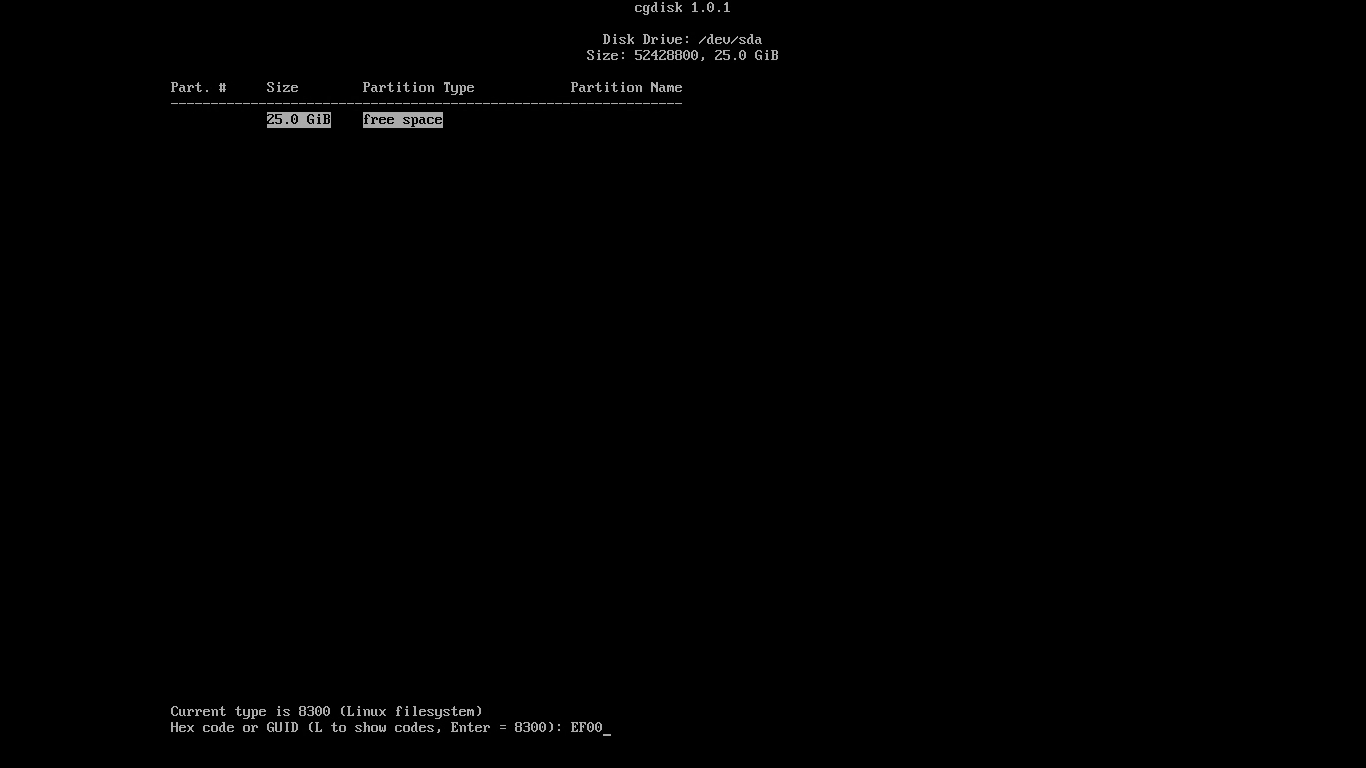 cgdisk 1.0.1
Disk Drive: /dev/sda
Size: 52428800, 25.0 GiB
Part. # Size Partition Type Partition Name
----------------------------------------------------------------
25.0 GiB free space
Current type is 8300 (Linux filesystem)
Hex code or GUID (L to show codes, Enter = 8300): EF00_